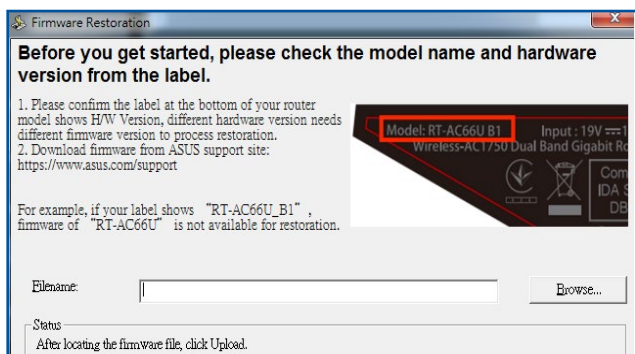 Firmware Restoration
Before you get started, please check the model name and hardware
version from the label.
1. Please confirm the label at the bottom of your router
model shows H/W Version, different hardware version needs
different firmware version to process restoration.
2. Download firmware from ASUS support site:
https://www.asus.com/support
For example, if your label shows “RT-AC66U_B1”,
firmware of “RT-AC66U” is not available for restoration.
Model: RT-AC66U B1 Input : 19V
Wireless-AC1750 Dual Band Gigabit
Com
IDA S
DB
Filename: Browse...
Status
After locating the firmware file, click Upload.